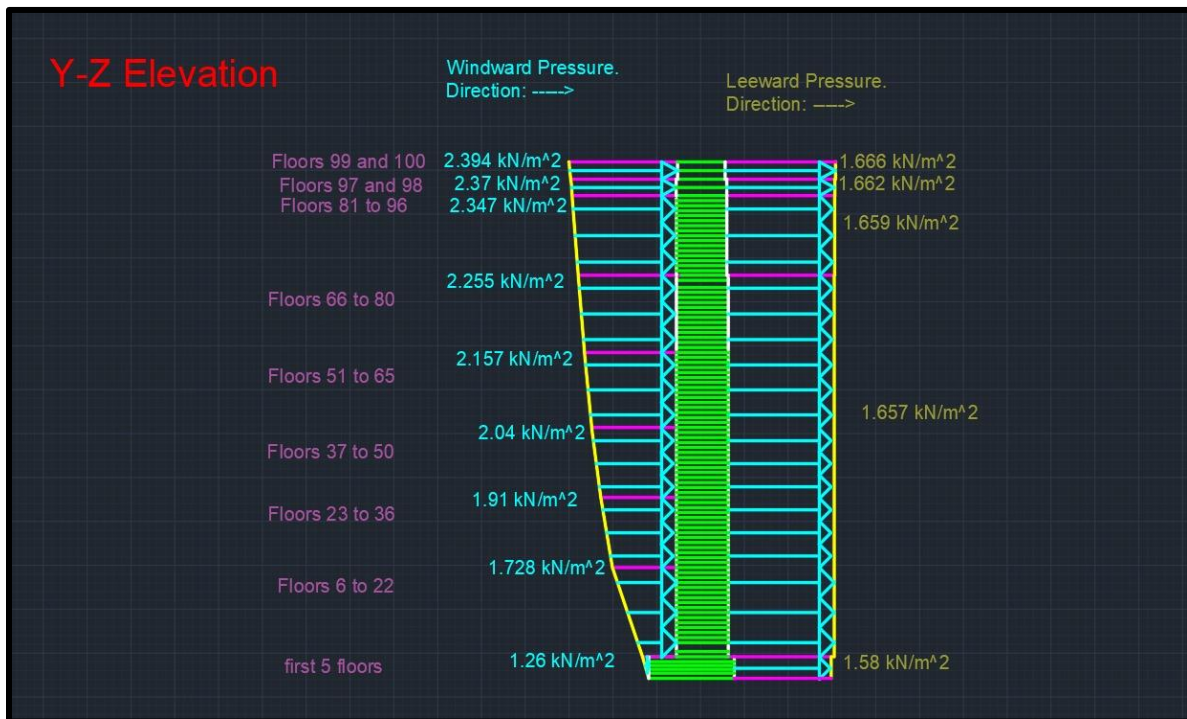 Y-Z Elevation
Windward Pressure.
Direction: ----->
Leeward Pressure.
Direction: ----->
Floors 99 and 100 2.394 kN/m^2 1.666 kN/m^2
Floors 97 and 98 2.37 kN/m^2 1.662 kN/m^2
Floors 81 to 96 2.347 kN/m^2
1.659 kN/m^2
2.255 kN/m^2
Floors 66 to 80
2.157 kN/m^2
Floors 51 to 65
1.657 kN/m^2
2.04 kN/m^2
Floors 37 to 50
1.91 kN/m^2
Floors 23 to 36
1.728 kN/m^2
Floors 6 to 22
first 5 floors 1.26 kN/m^2 1.58 kN/m^2